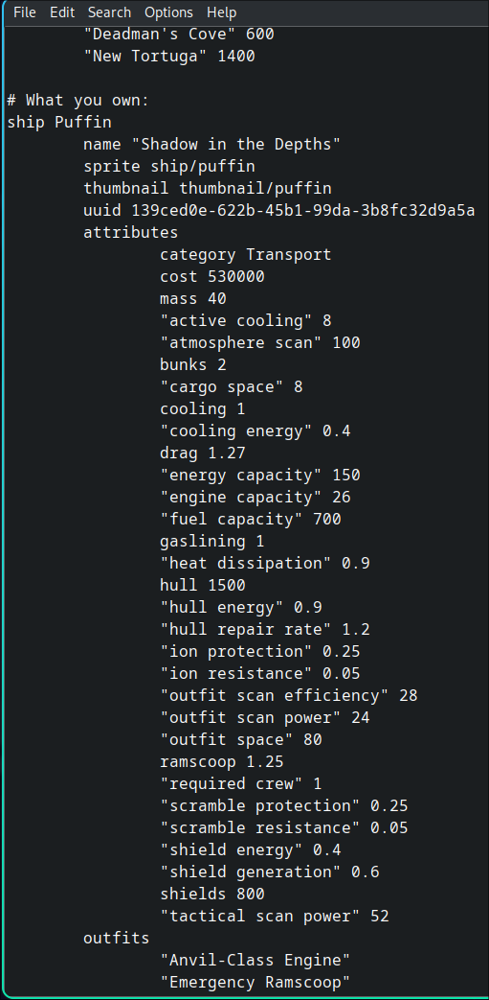 File Edit Search Options Help
"Deadman's Cove" 600
"New Tortuga" 1400
# What you own:
ship Puffin
name "Shadow in the Depths"
sprite ship/puffin
thumbnail thumbnail/puffin
uuid 139ced0e-622b-45b1-99da-3b8fc32d9a5a
attributes
category Transport
cost 530000
mass 40
"active cooling" 8
"atmosphere scan" 100
bunks 2
"cargo space" 8
cooling 1
"cooling energy" 0.4
drag 1.27
"energy capacity" 150
"engine capacity" 26
"fuel capacity" 700
gaslining 1
"heat dissipation" 0.9
hull 1500
"hull energy" 0.9
"hull repair rate" 1.2
"ion protection" 0.25
"ion resistance" 0.05
"outfit scan efficiency" 28
"outfit scan power" 24
"outfit space" 80
ramscoop 1.25
"required crew" 1
"scramble protection" 0.25
"scramble resistance" 0.05
"shield energy" 0.4
"shield generation" 0.6
shields 800
"tactical scan power" 52
outfits
"Anvil-Class Engine"
"Emergency Ramscoop"